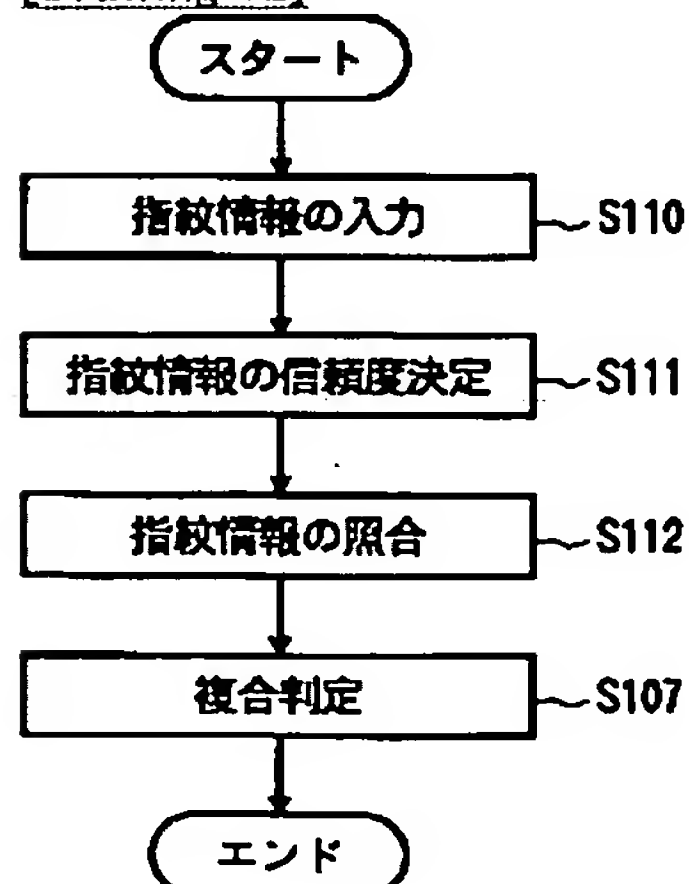 スタート
指紋情報の入力 S110
指紋情報の信頼度決定 S111
指紋情報の照合 S112
複合判定 S107
エンド